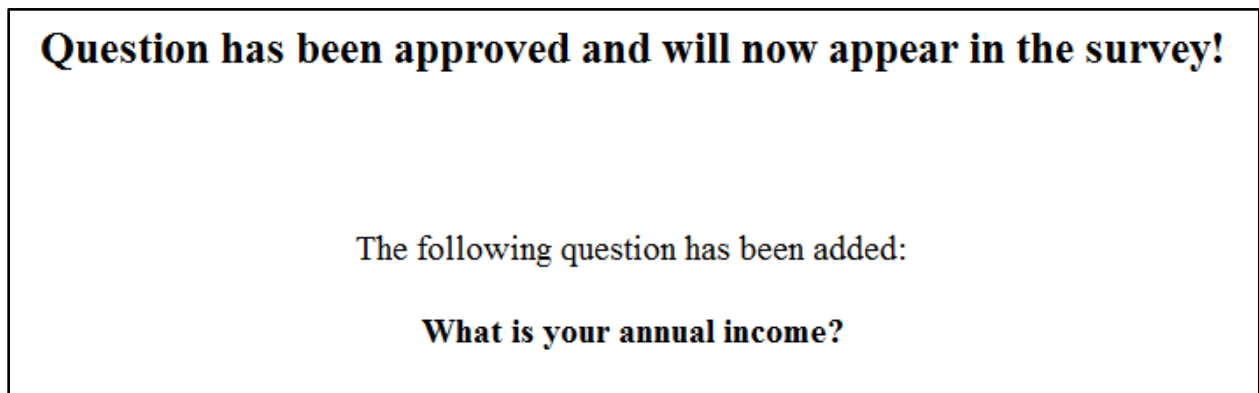 Question has been approved and will now appear in the survey!
The following question has been added:
What is your annual income?